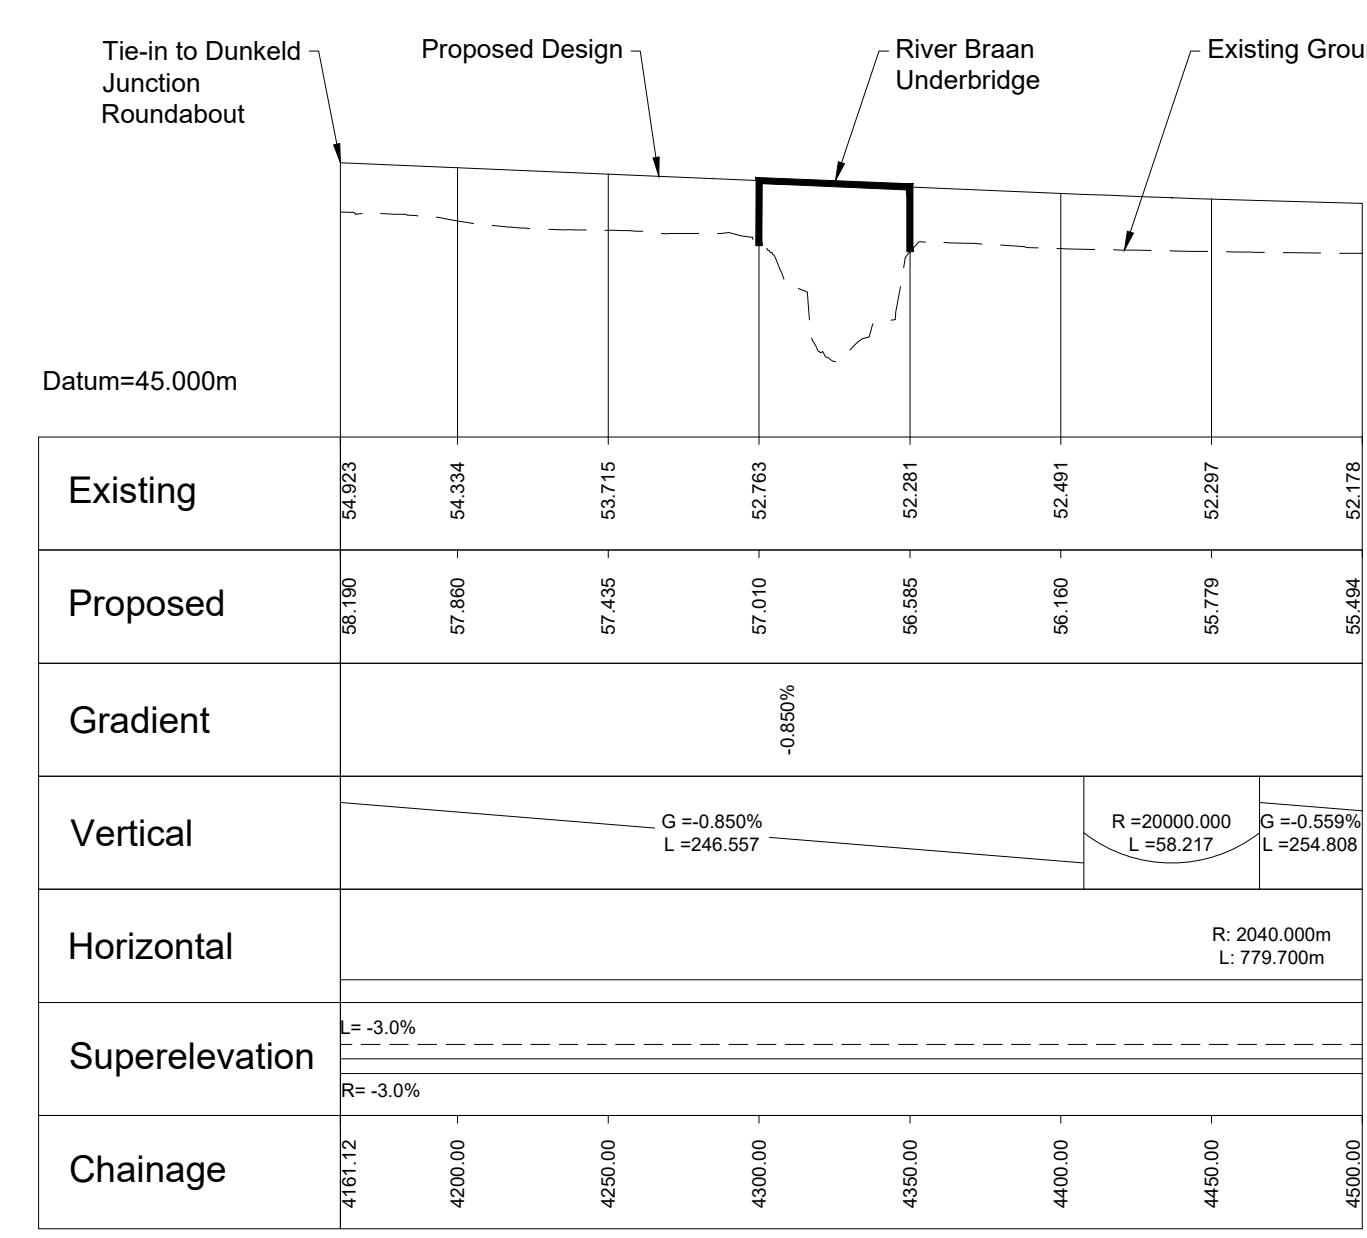 Tie-in to Dunkeld
Junction
Roundabout
Proposed Design
River Braan
Underbridge
Existing Grou
Datum=45.000m
Existing
54.923
54.334
53.715
52.763
52.281
52.491
52.297
52.178
Proposed
58.190
57.860
57.435
57.010
56.585
56.160
55.779
55.494
Gradient
-0.850%
Vertical
G =-0.850%
L =246.557
R =20000.000
L =58.217
G =-0.559%
L =254.808
Horizontal
R: 2040.000m
L: 779.700m
Superelevation
L= -3.0%
R= -3.0%
Chainage
4161.12
4200.00
4250.00
4300.00
4350.00
4400.00
4450.00
4500.00